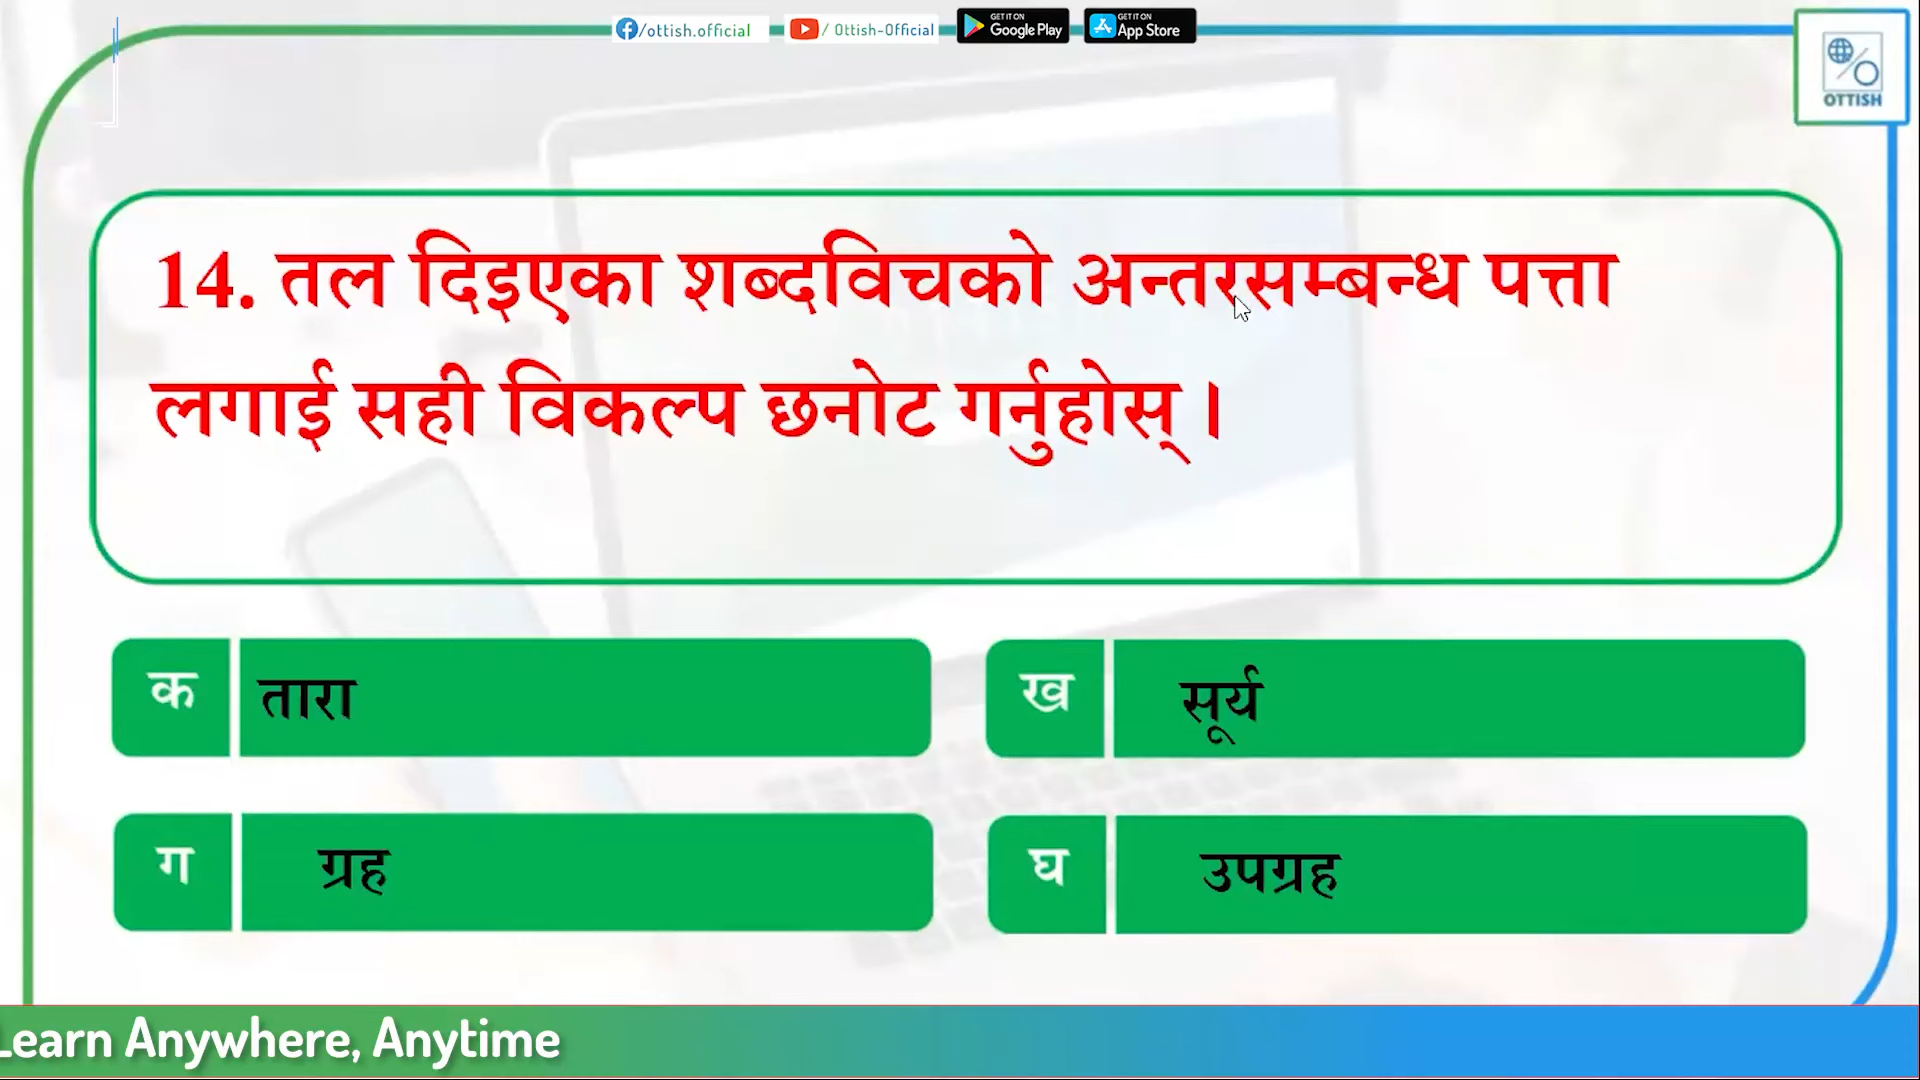 /ottish.official
/ Ottish-Official
GET IT ON
Google Play
GET IT ON
App Store
OTTISH
14. तल दिइएका शब्दविचको अन्तरसम्बन्ध पत्ता
लगाई सही विकल्प छनोट गर्नुहोस् ।
क तारा
ख सूर्य
ग ग्रह
घ उपग्रह
Learn Anywhere, Anytime